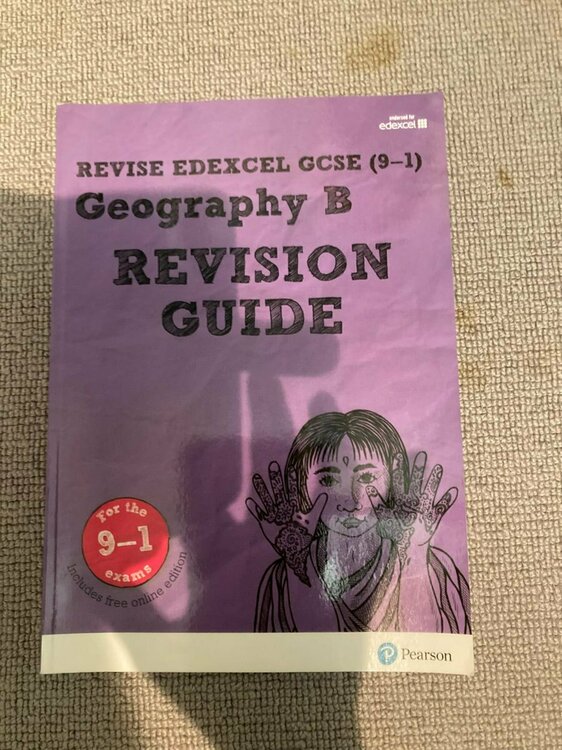 endorsed for
edexcel
REVISE EDEXCEL GCSE (9–1)
Geography B
REVISION
GUIDE
For the
9–1
exams
Includes free online edition
Pearson